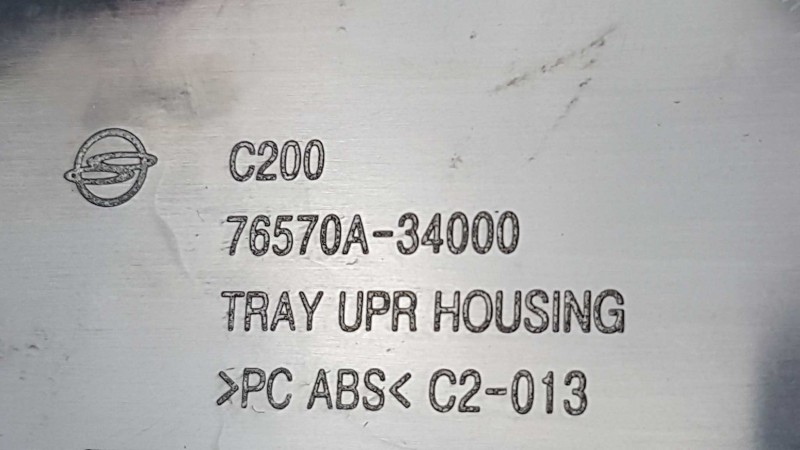 C200
76570A-34000
TRAY UPR HOUSING
>PC ABS< C2-013